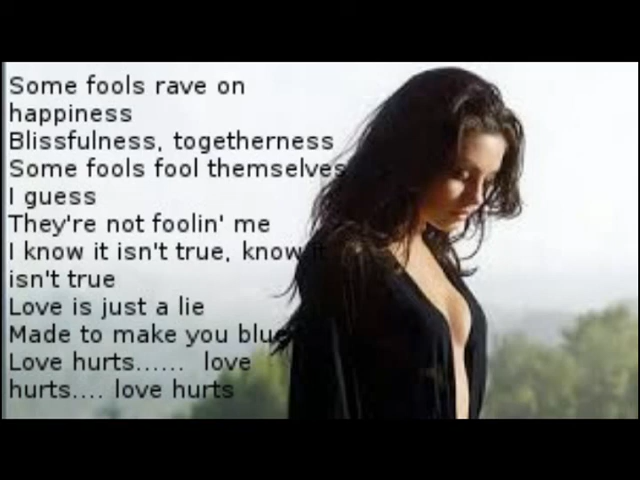 Some fools rave on
happiness
Blissfulness, togetherness
Some fools fool themselves
I guess
They're not foolin' me
I know it isn't true, know it
isn't true
Love is just a lie
Made to make you blue
Love hurts...... love
hurts.... love hurts